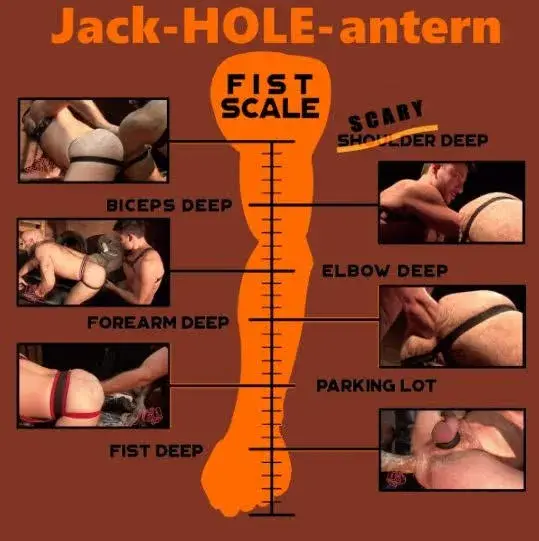 Jack-HOLE-antern
FIST
SCALE
SCARY
SHOULDER DEEP
BICEPS DEEP
ELBOW DEEP
FOREARM DEEP
PARKING LOT
FIST DEEP